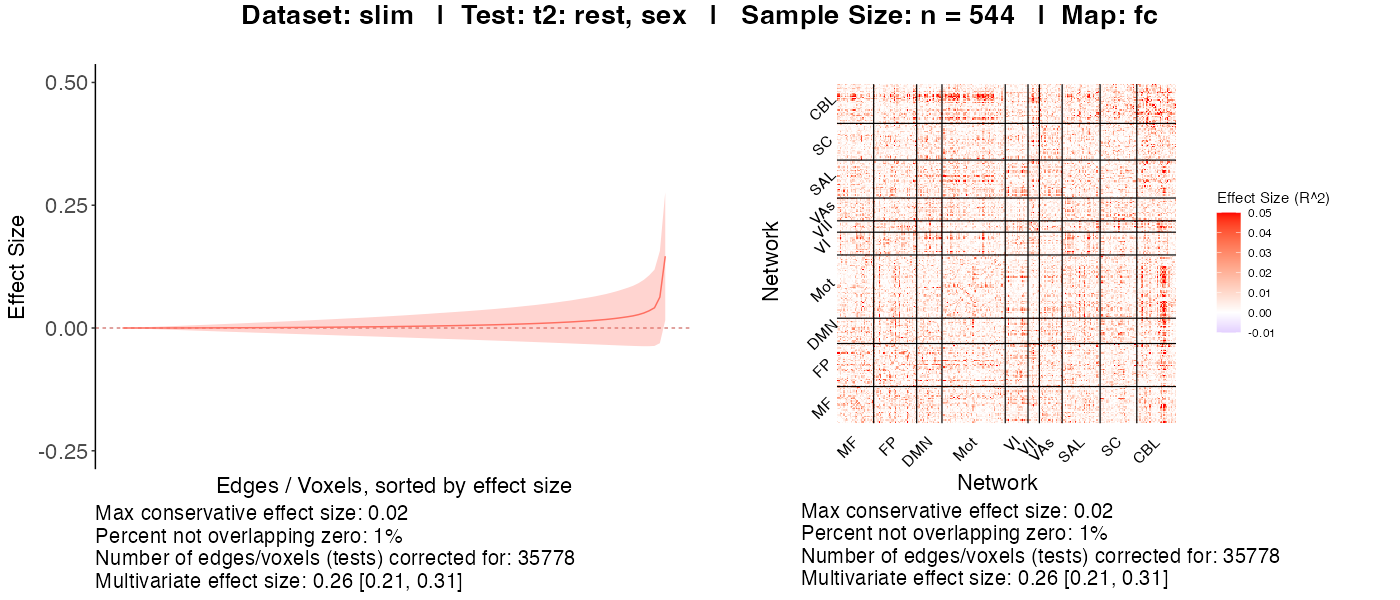 Dataset: slim | Test: t2: rest, sex | Sample Size: n = 544 | Map: fc
Effect Size
0.50
0.25
0.00
-0.25
Edges / Voxels, sorted by effect size
Max conservative effect size: 0.02
Percent not overlapping zero: 1%
Number of edges/voxels (tests) corrected for: 35778
Multivariate effect size: 0.26 [0.21, 0.31]
Network
CBL
SC
SAL
VAs
VII
VI
Mot
DMN
FP
MF
MF
FP
DMN
Mot
VI
VII
VAs
SAL
SC
CBL
Network
Effect Size (R^2)
0.05
0.04
0.03
0.02
0.01
0.00
-0.01
Max conservative effect size: 0.02
Percent not overlapping zero: 1%
Number of edges/voxels (tests) corrected for: 35778
Multivariate effect size: 0.26 [0.21, 0.31]